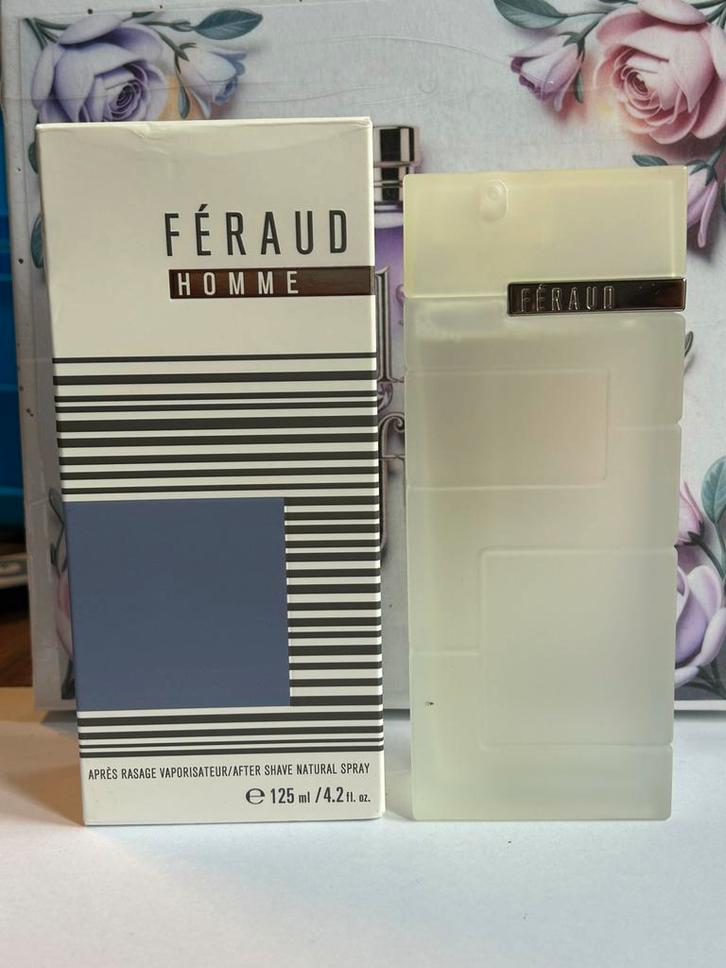 FÉRAUD
HOMME
FÉRAUD
APRÈS RASAGE VAPORISATEUR/AFTER SHAVE NATURAL SPRAY
℮ 125 ml / 4.2 fl. oz.